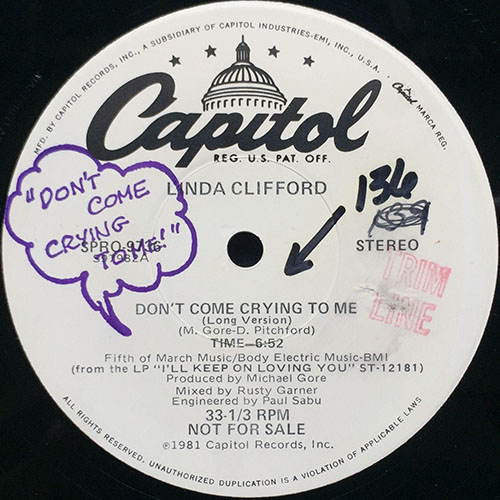 MFD. BY CAPITOL RECORDS, INC., A SUBSIDIARY OF CAPITOL INDUSTRIES-EMI, INC., U.S.A. · Capitol MARCA REG.
Capitol
REG. U.S. PAT. OFF.
LINDA CLIFFORD
"DON'T
COME
CRYING
TO ME!"
136
SPRO-9716
STEREO
TRIM
LINE
DON'T COME CRYING TO ME
(Long Version)
(M. Gore-D. Pitchford)
TIME—6:52
Fifth of March Music/Body Electric Music-BMI
(from the LP "I'LL KEEP ON LOVING YOU" ST-12181)
Produced by Michael Gore
Mixed by Rusty Garner
Engineered by Paul Sabu
33-1/3 RPM
NOT FOR SALE
℗1981 Capitol Records, Inc.
ALL RIGHTS RESERVED. UNAUTHORIZED DUPLICATION IS A VIOLATION OF APPLICABLE LAWS